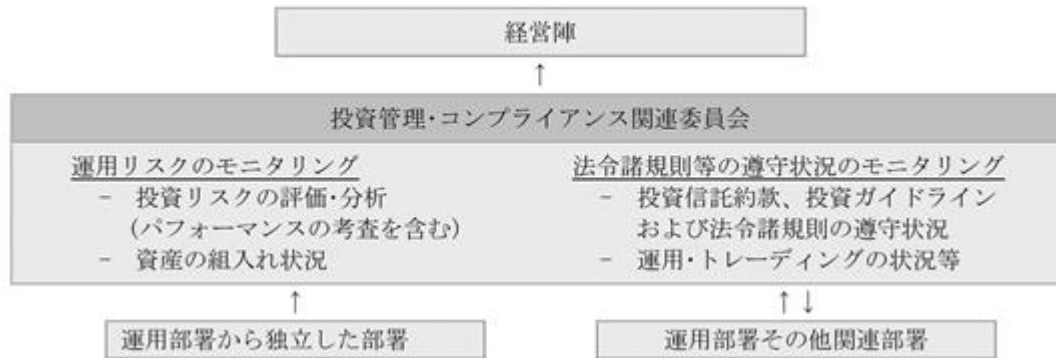 経営陣
↑
投資管理・コンプライアンス関連委員会
運用リスクのモニタリング
- 投資リスクの評価・分析
(パフォーマンスの考査を含む)
- 資産の組入れ状況
法令諸規則等の遵守状況のモニタリング
- 投資信託約款、投資ガイドライン
および法令諸規則の遵守状況
- 運用・トレーディングの状況等
↑
↑ ↓
運用部署から独立した部署
運用部署その他関連部署